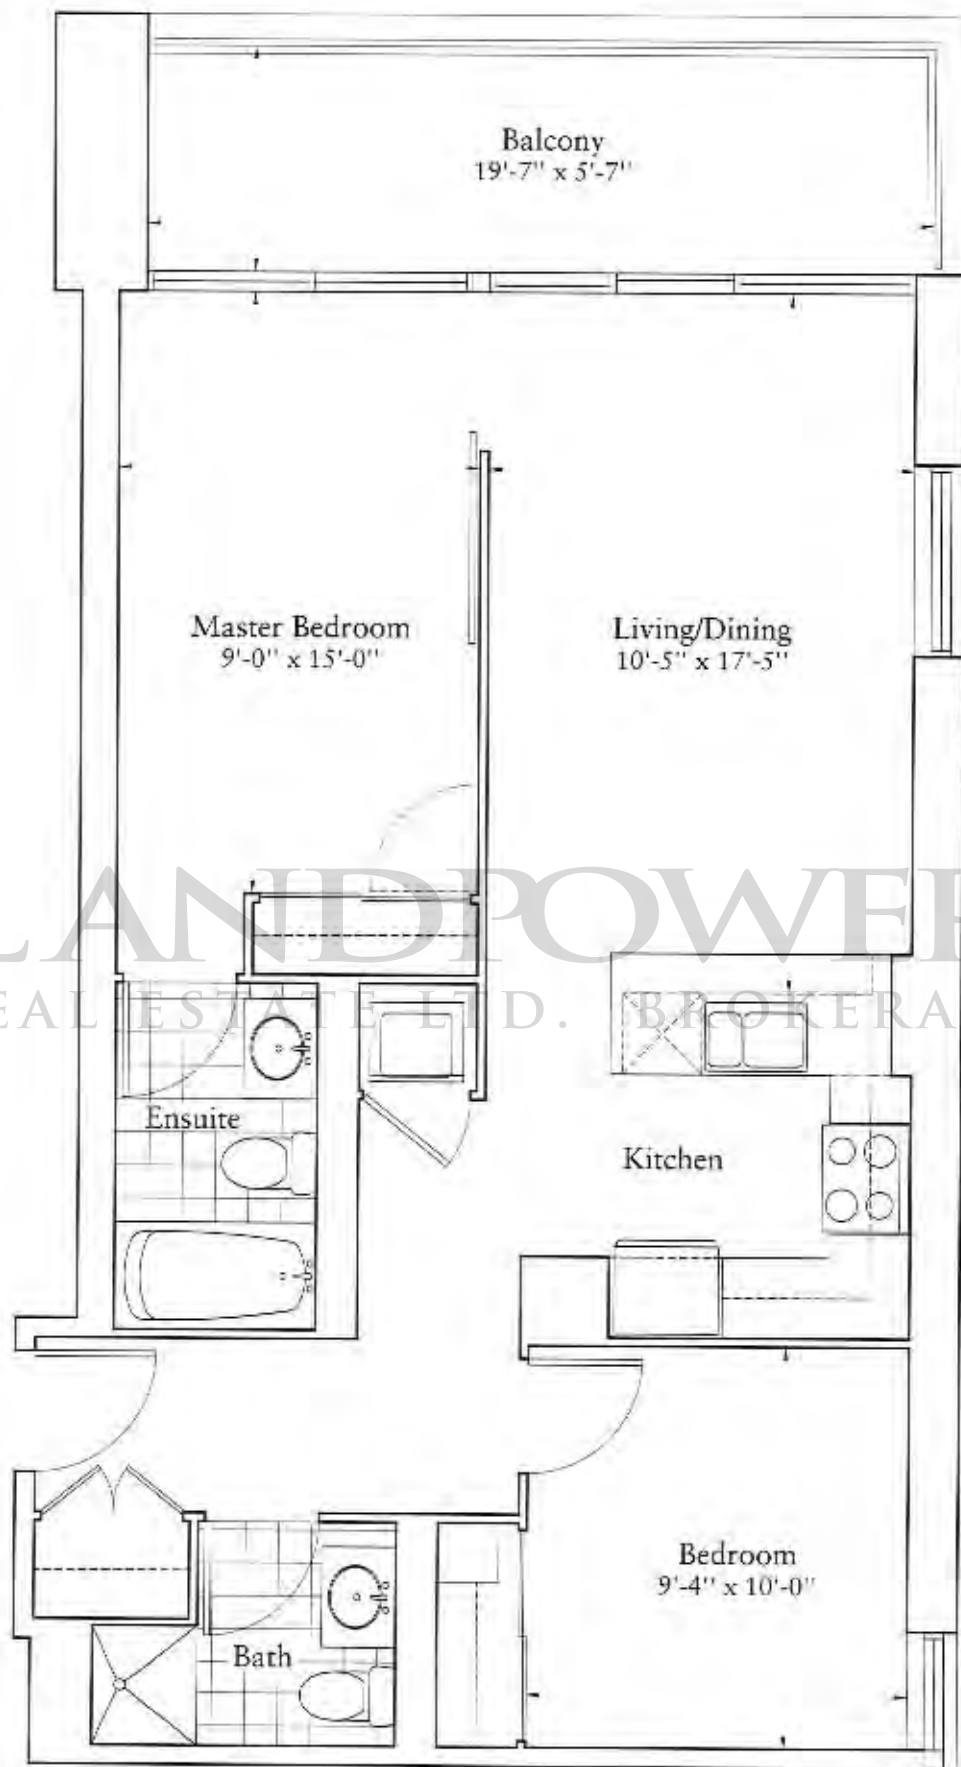 Balcony
19'-7" x 5'-7"
Master Bedroom
9'-0" x 15'-0"
Living/Dining
10'-5" x 17'-5"
LANDPOWER
REAL ESTATE LTD. BROKERA
Ensuite
Kitchen
Bedroom
9'-4" x 10'-0"
Bath